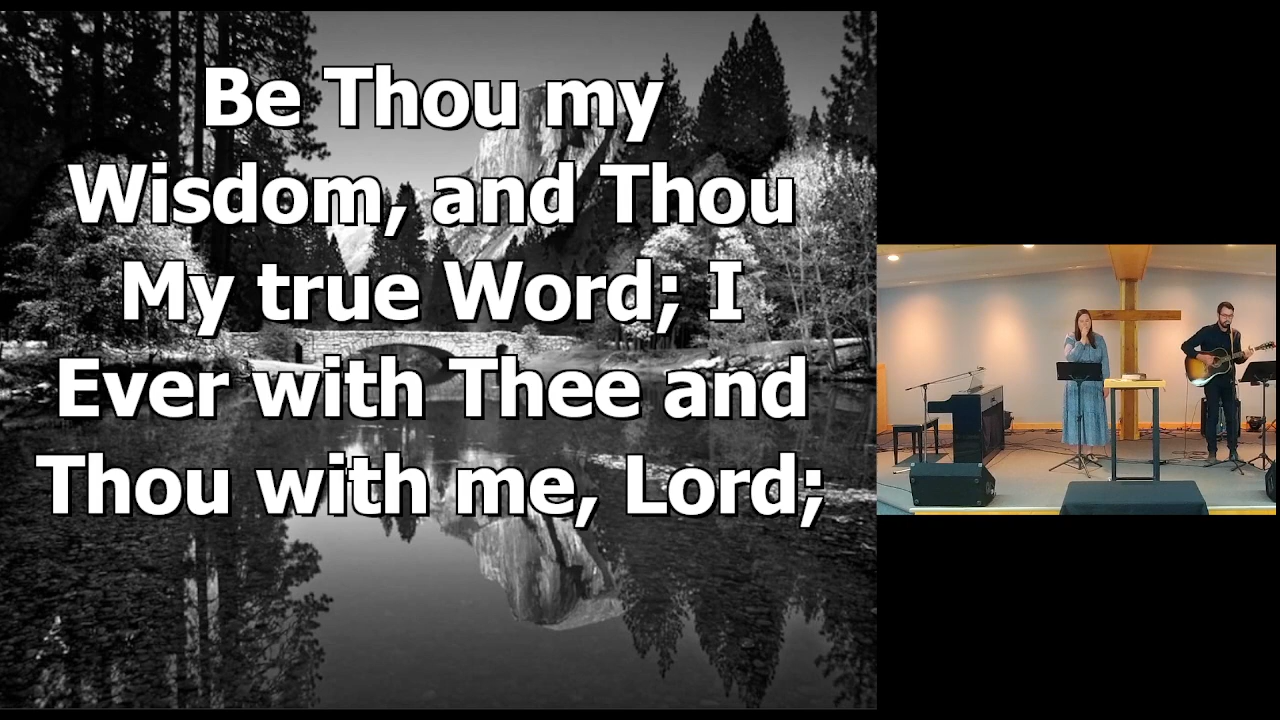 Be Thou my
Wisdom, and Thou
My true Word; I
Ever with Thee and
Thou with me, Lord;